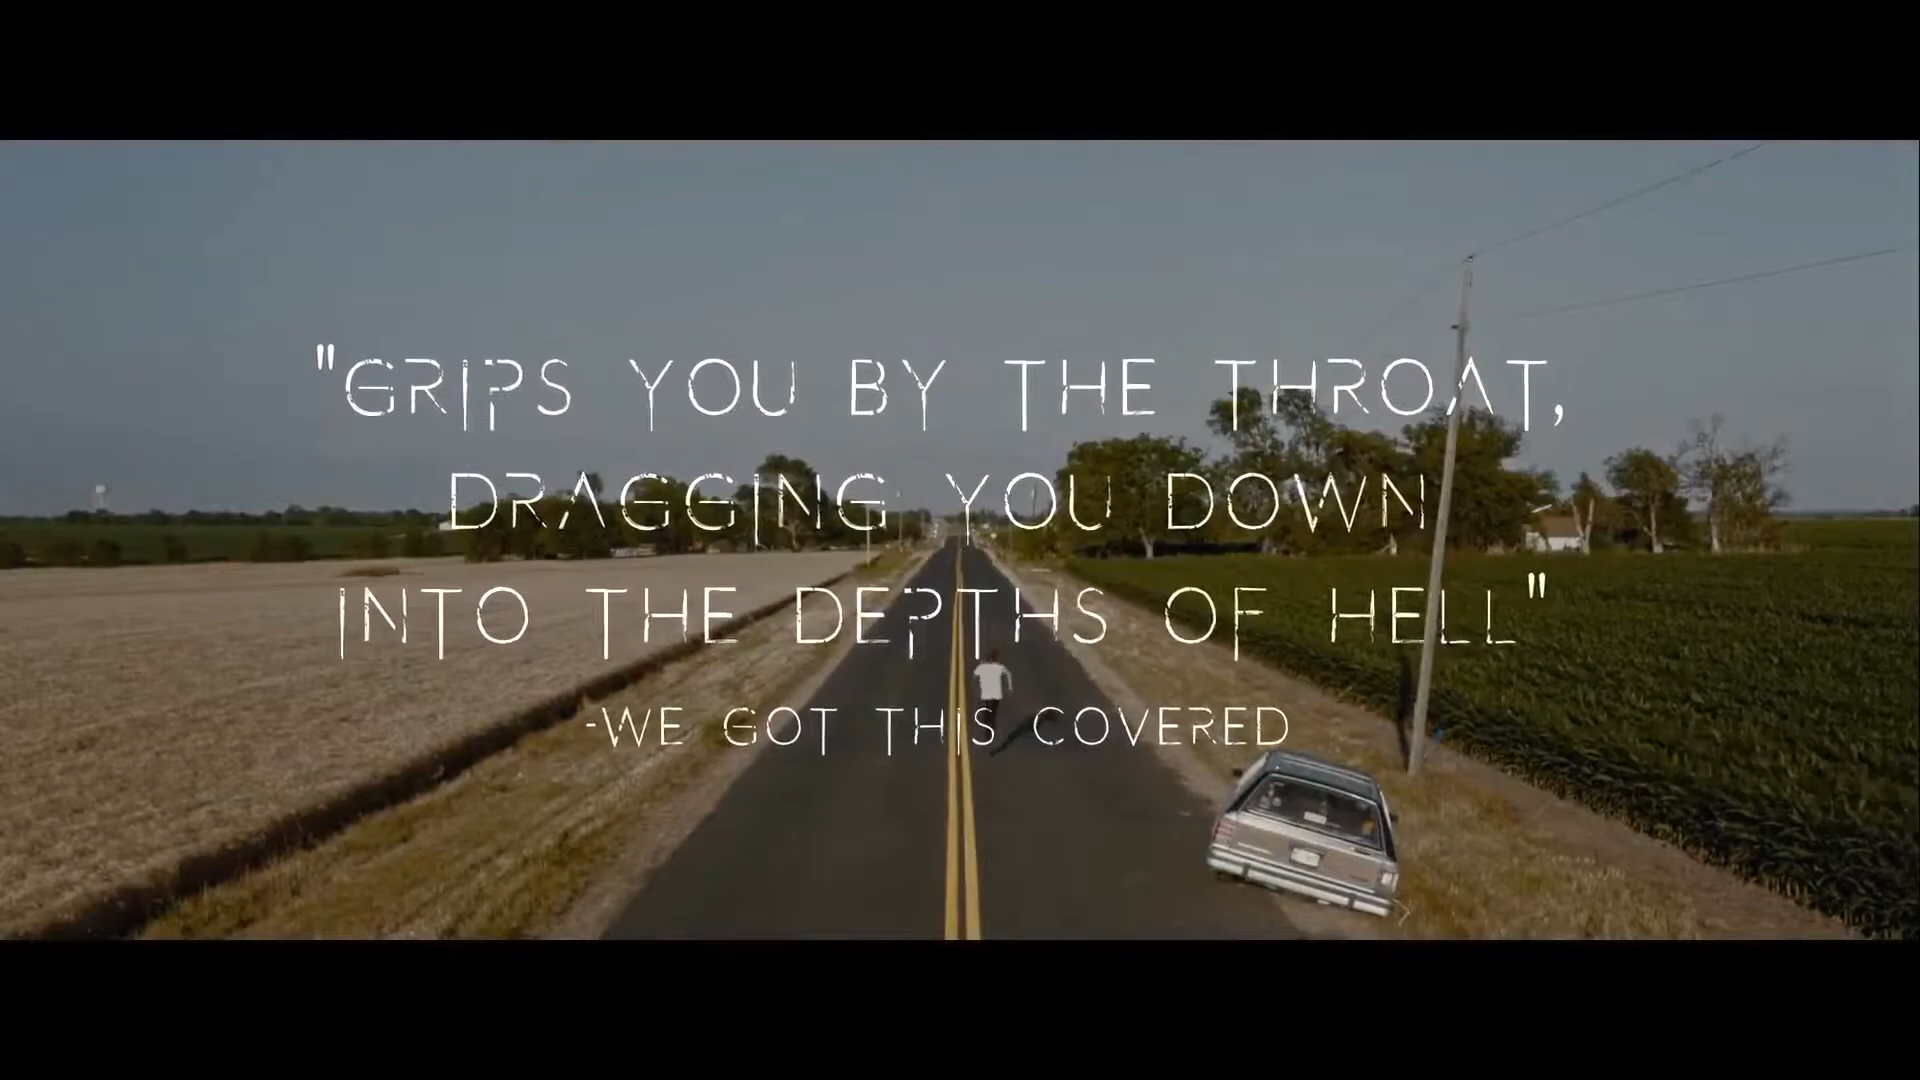 "GRIPS YOU BY THE THROAT,
DRAGGING YOU DOWN
INTO THE DEPTHS OF HELL"
-WE GOT THIS COVERED